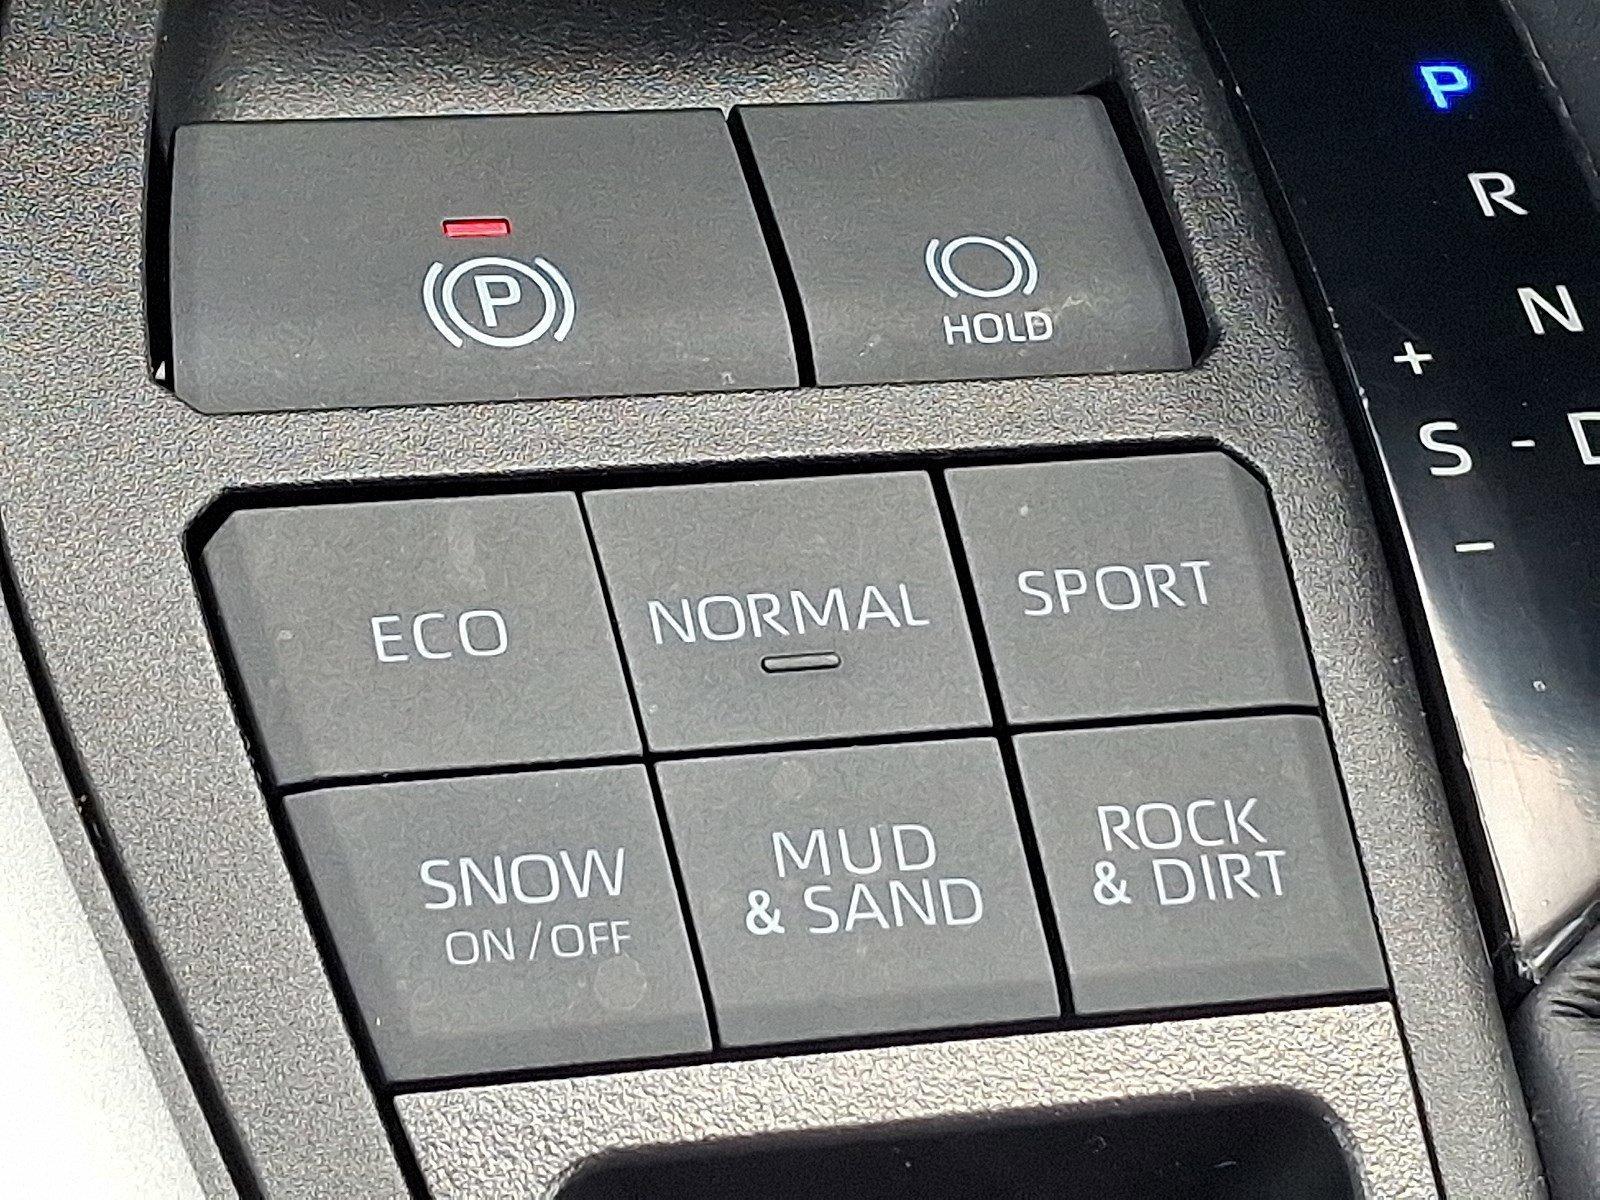 P
R
N
+
S - D
-
P
HOLD
ECO
NORMAL
SPORT
SNOW
ON / OFF
MUD
& SAND
ROCK
& DIRT